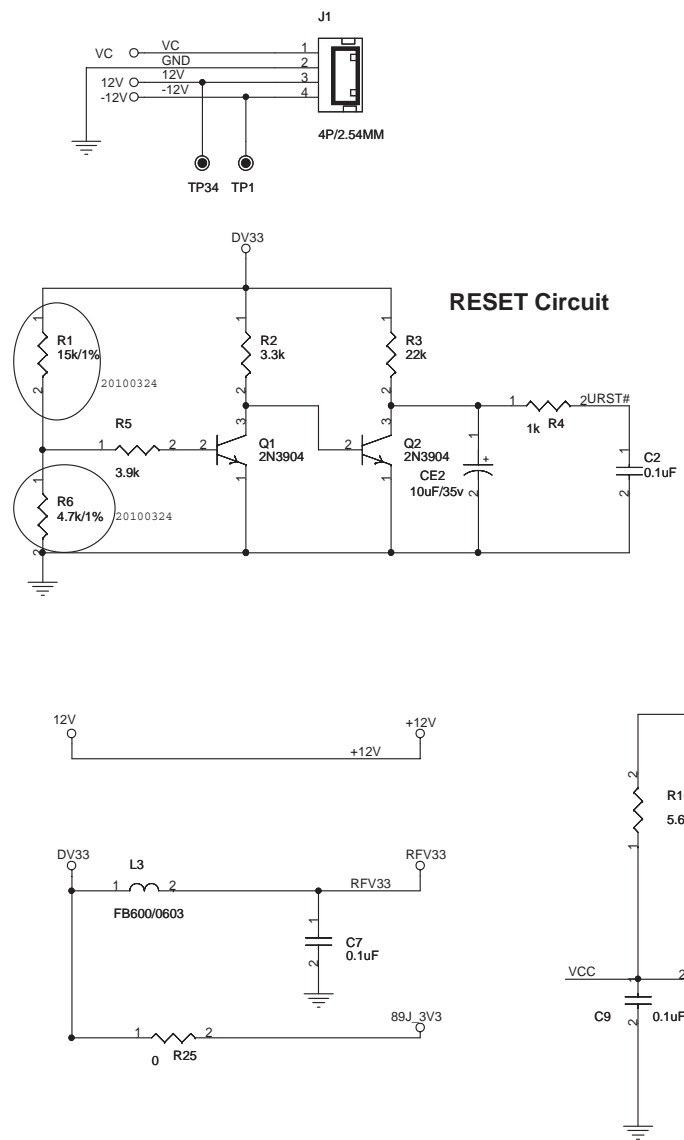 J1
VC VC 1
GND 2
12V 12V 3
-12V -12V 4
4P/2.54MM
TP34 TP1
DV33
RESET Circuit
1 1 1
R1 R2 R3
15k/1% 3.3k 22k
2 20100324 2 2
R5 3 3 1 2 URST#
1k R4
1 2 2 Q1 2 Q2 1 1 C2
3.9k 2N3904 2N3904 CE2 + 0.1uF
1 R6 1 1 10uF/35v 2 2
4.7k/1% 20100324
2
12V +12V
+12V
2
R1
5.6
1
DV33 L3 RFV33
1 2 RFV33
FB600/0603
1
C7
0.1uF
2
VCC 1 2
C9 0.1uF
2
89J_3V3
1 2
0 R25